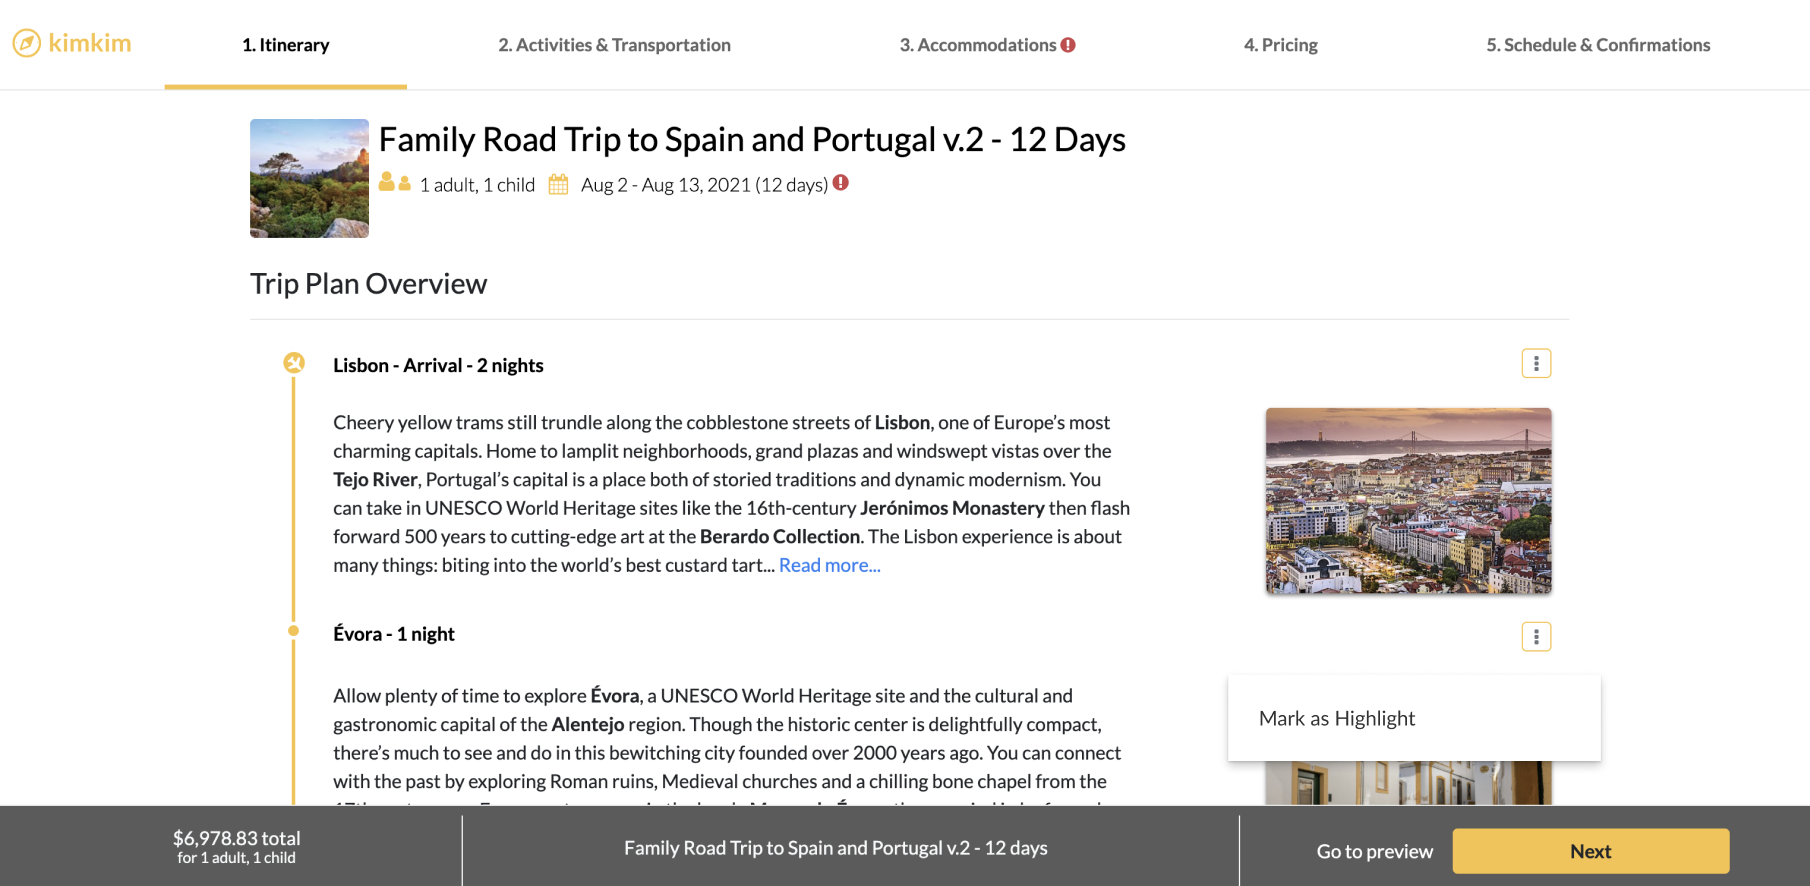 kimkim
1. Itinerary
2. Activities & Transportation
3. Accommodations
4. Pricing
5. Schedule & Confirmations
Family Road Trip to Spain and Portugal v.2 - 12 Days
1 adult, 1 child
Aug 2 - Aug 13, 2021 (12 days)
Trip Plan Overview
Lisbon - Arrival - 2 nights
Cheery yellow trams still trundle along the cobblestone streets of Lisbon, one of Europe’s most
charming capitals. Home to lamplit neighborhoods, grand plazas and windswept vistas over the
Tejo River, Portugal’s capital is a place both of storied traditions and dynamic modernism. You
can take in UNESCO World Heritage sites like the 16th-century Jerónimos Monastery then flash
forward 500 years to cutting-edge art at the Berardo Collection. The Lisbon experience is about
many things: biting into the world’s best custard tart... Read more...
Évora - 1 night
Allow plenty of time to explore Évora, a UNESCO World Heritage site and the cultural and
gastronomic capital of the Alentejo region. Though the historic center is delightfully compact,
there’s much to see and do in this bewitching city founded over 2000 years ago. You can connect
with the past by exploring Roman ruins, Medieval churches and a chilling bone chapel from the
Mark as Highlight
$6,978.83 total
for 1 adult, 1 child
Family Road Trip to Spain and Portugal v.2 - 12 days
Go to preview
Next